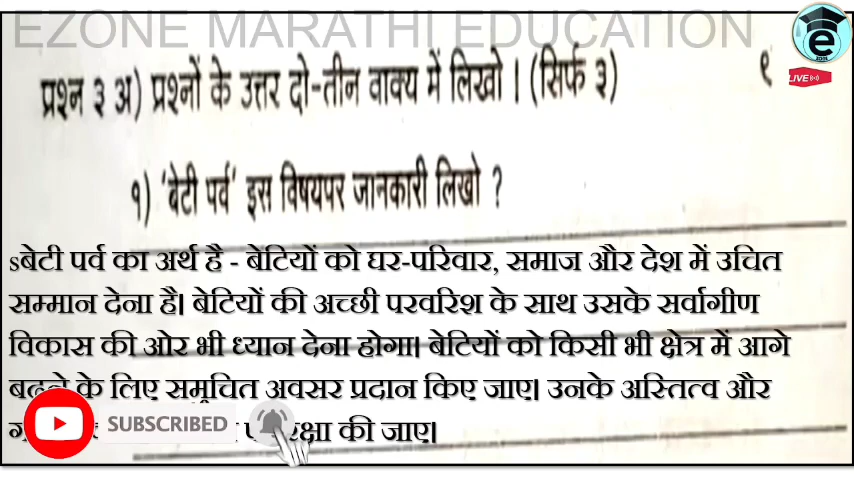 EZONE MARATHI EDUCATION
e
EZONE
LIVE
प्रश्न ३ अ) प्रश्नों के उत्तर दो-तीन वाक्य में लिखो । (सिर्फ ३) ९
१) 'बेटी पर्व' इस विषयपर जानकारी लिखो ?
sबेटी पर्व का अर्थ है - बेटियों को घर-परिवार, समाज और देश में उचित
सम्मान देना है। बेटियों की अच्छी परवरिश के साथ उसके सर्वागीण
विकास की ओर भी ध्यान देना होगा। बेटियों को किसी भी क्षेत्र में आगे
बढ़ने के लिए समुचित अवसर प्रदान किए जाए। उनके अस्तित्व और
की जाए।
SUBSCRIBED